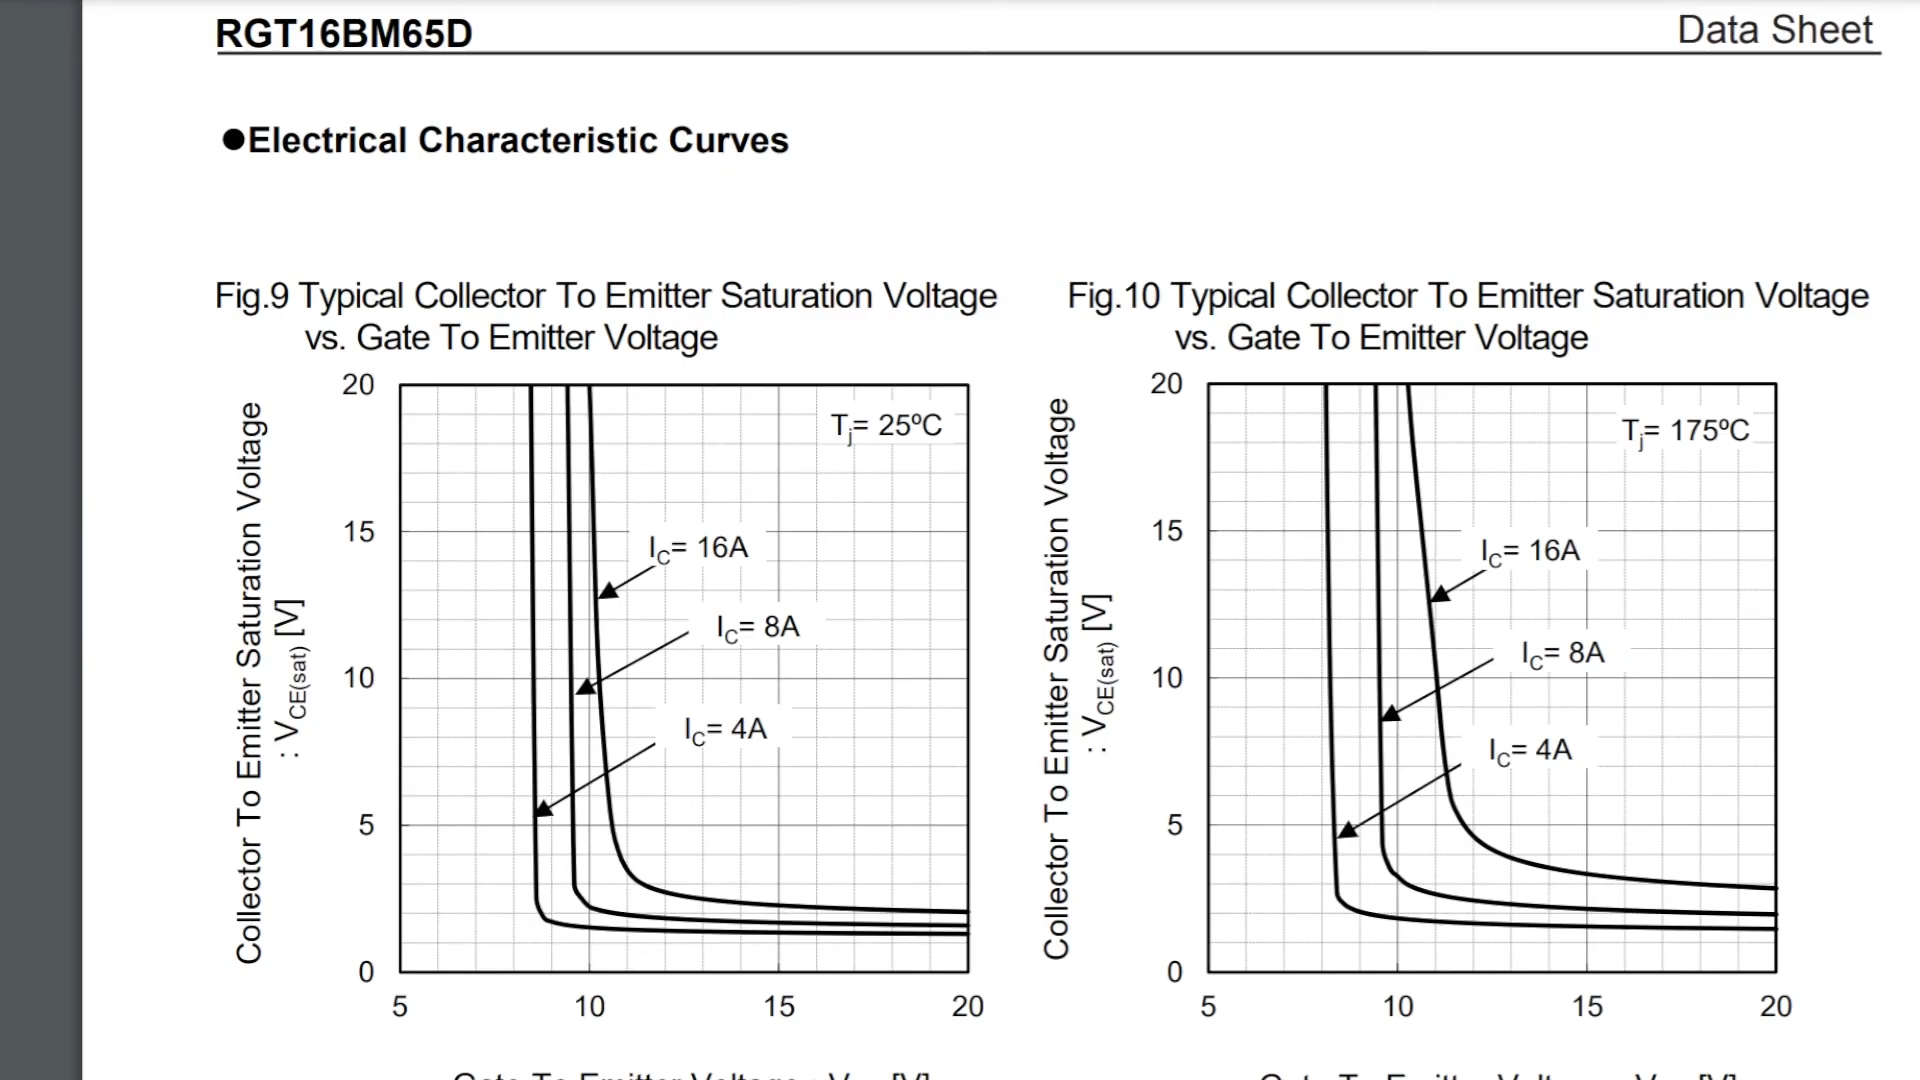 RGT16BM65D
Data Sheet
●Electrical Characteristic Curves
Fig.9 Typical Collector To Emitter Saturation Voltage
vs. Gate To Emitter Voltage
Collector To Emitter Saturation Voltage
: VCE(sat) [V]
20
15
10
5
0
5
10
15
20
Tj= 25ºC
IC= 16A
IC= 8A
IC= 4A
Fig.10 Typical Collector To Emitter Saturation Voltage
vs. Gate To Emitter Voltage
Collector To Emitter Saturation Voltage
: VCE(sat) [V]
20
15
10
5
0
5
10
15
20
Tj= 175ºC
IC= 16A
IC= 8A
IC= 4A